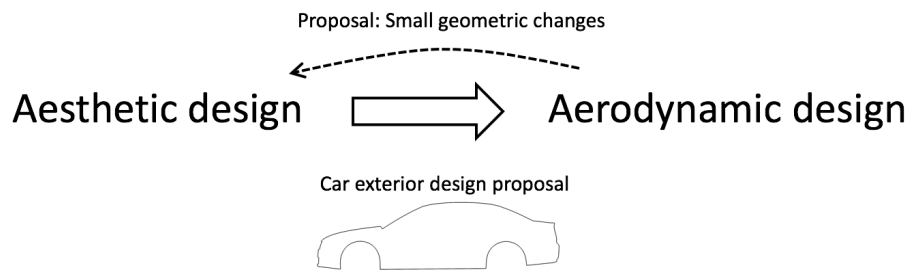 Proposal: Small geometric changes
Aesthetic design
Aerodynamic design
Car exterior design proposal